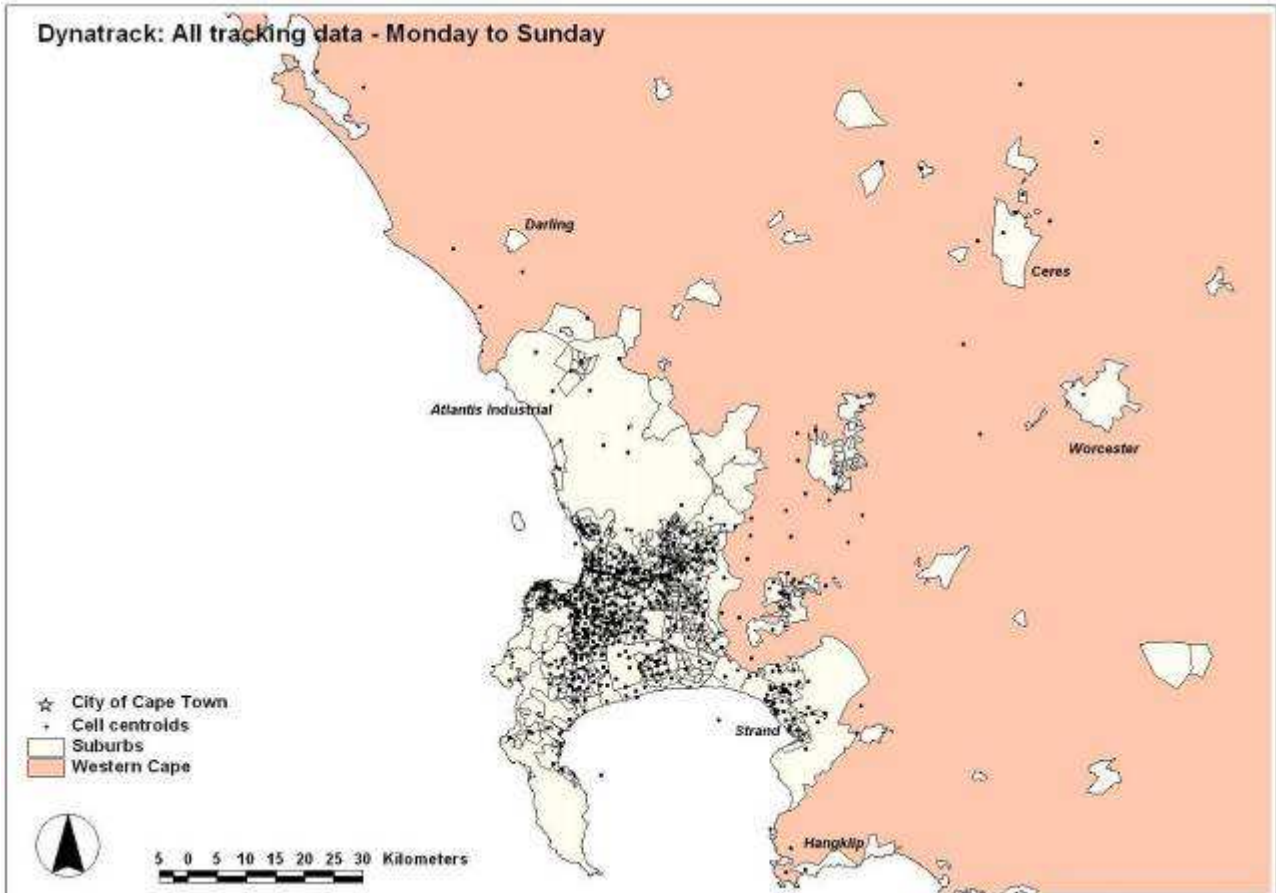 Dynatrack: All tracking data - Monday to Sunday
Darling
Ceres
Atlantis Industrial
Worcester
City of Cape Town
Cell centroids
Suburbs
Western Cape
Strand
Hangklip
5 0 5 10 15 20 25 30 Kilometers